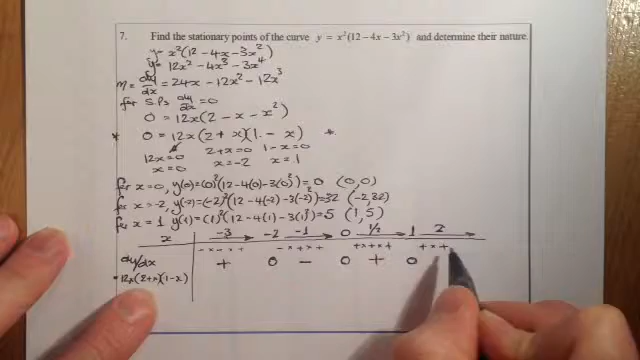 7. Find the stationary points of the curve y = x²(12 − 4x − 3x²) and determine their nature.
y = x²(12 − 4x − 3x²)
y = 12x² − 4x³ − 3x⁴
m = dy/dx = 24x − 12x² − 12x³
for S.Ps dy/dx = 0
0 = 12x(2 − x − x²)
* 0 = 12x(2 + x)(1 − x) *
12x = 0 2 + x = 0 1 − x = 0
x = 0 x = −2 x = 1
for x = 0, y(0) = (0)²(12 − 4(0) − 3(0)²) = 0 (0,0)
for x = −2, y(−2) = (−2)²(12 − 4(−2) − 3(−2)²) = 32 (−2, 32)
for x = 1 y(1) = (1)²(12 − 4(1) − 3(1)²) = 5 (1, 5)
x −3 → −2 −1 → 0 ½ → 1 2 →
− × − × + − × + × + + × + × + + × +
dy/dx + 0 − 0 + 0
* 12x(2+x)(1−x)